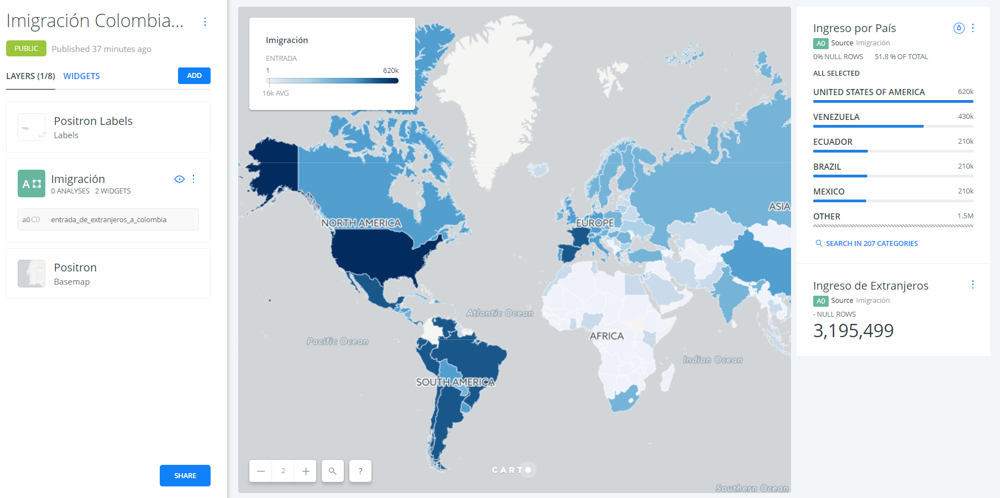 Imigración Colombia...
PUBLIC Published 37 minutes ago
LAYERS (1/8) WIDGETS ADD
Positron Labels
Labels
A Imigración
0 ANALYSES 2 WIDGETS
a0 entrada_de_extranjeros_a_colombia
Positron
Basemap
SHARE
Imigración
ENTRADA
1 620k
16k AVG
NORTH AMERICA
EUROPE
ASIA
Atlantic Ocean
Pacific Ocean
AFRICA
Indian Ocean
SOUTH AMERICA
2 ?
CARTO
Southern Ocean
Ingreso por País
A0 Source Imigración
0% NULL ROWS 51.8 % OF TOTAL
ALL SELECTED
UNITED STATES OF AMERICA 620k
VENEZUELA 430k
ECUADOR 210k
BRAZIL 210k
MEXICO 210k
OTHER 1.5M
SEARCH IN 207 CATEGORIES
Ingreso de Extranjeros
A0 Source Imigración
- NULL ROWS
3,195,499